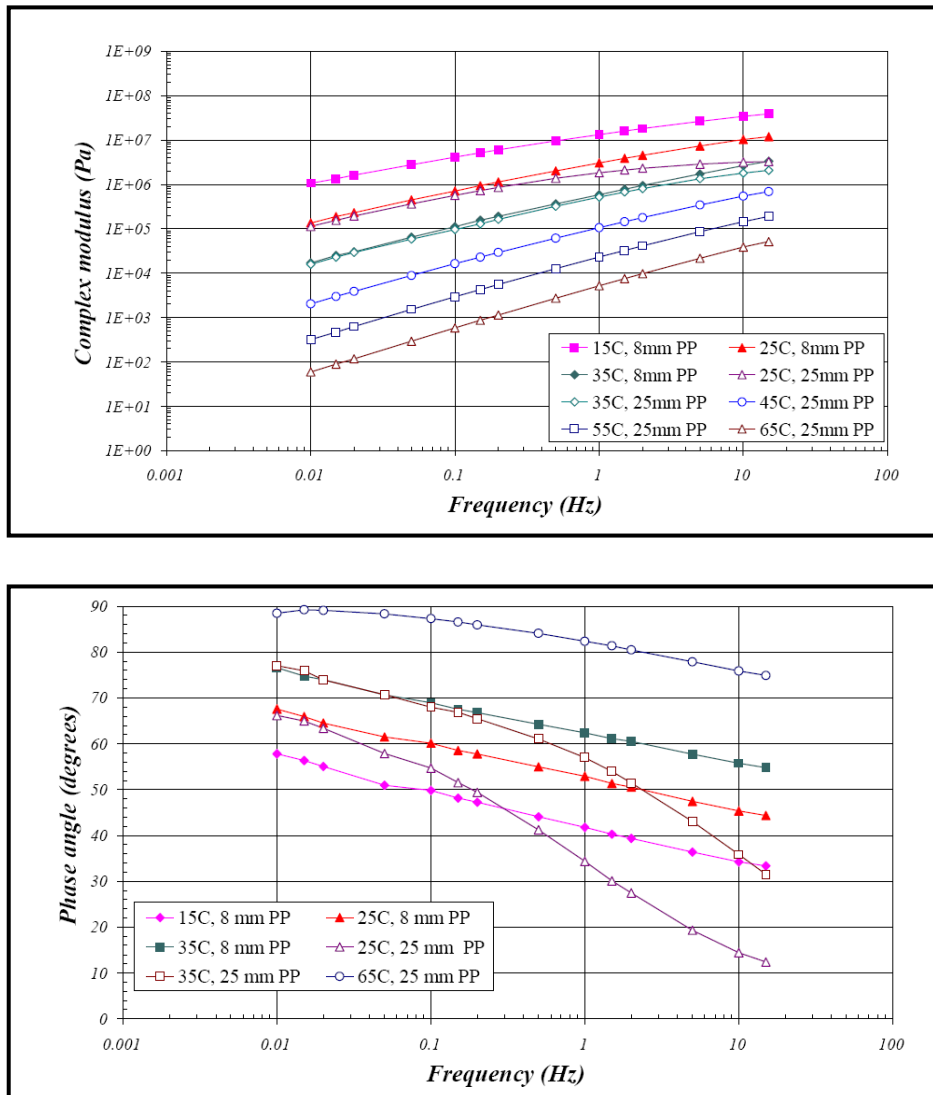 1E+09
1E+08
1E+07
1E+06
1E+05
1E+04
1E+03
1E+02
1E+01
1E+00
Complex modulus (Pa)
15C, 8mm PP 25C, 8mm PP
35C, 8mm PP 25C, 25mm PP
35C, 25mm PP 45C, 25mm PP
55C, 25mm PP 65C, 25mm PP
0.001 0.01 0.1 1 10 100
Frequency (Hz)
90
80
70
60
50
40
30
20
10
0
Phase angle (degrees)
15C, 8 mm PP 25C, 8 mm PP
35C, 8 mm PP 25C, 25 mm PP
35C, 25 mm PP 65C, 25 mm PP
0.001 0.01 0.1 1 10 100
Frequency (Hz)